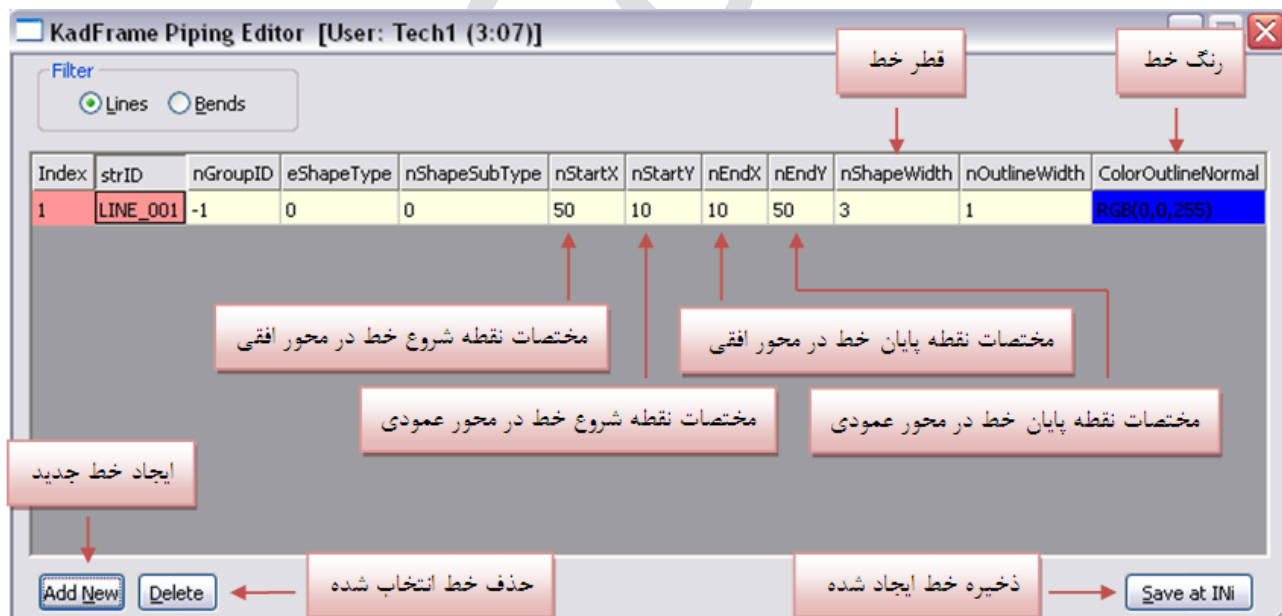 KadFrame Piping Editor [User: Tech1 (3:07)]
قطر خط
رنگ خط
Filter
Lines Bends
Index strID nGroupID eShapeType nShapeSubType nStartX nStartY nEndX nEndY nShapeWidth nOutlineWidth ColorOutlineNormal
1 LINE_001 -1 0 0 50 10 10 50 3 1 RGB(0,0,255)
مختصات نقطه شروع خط در محور افقی
مختصات نقطه پایان خط در محور افقی
مختصات نقطه شروع خط در محور عمودی
مختصات نقطه پایان خط در محور عمودی
ایجاد خط جدید
حذف خط انتخاب شده
ذخیره خط ایجاد شده
Add New Delete Save at INi